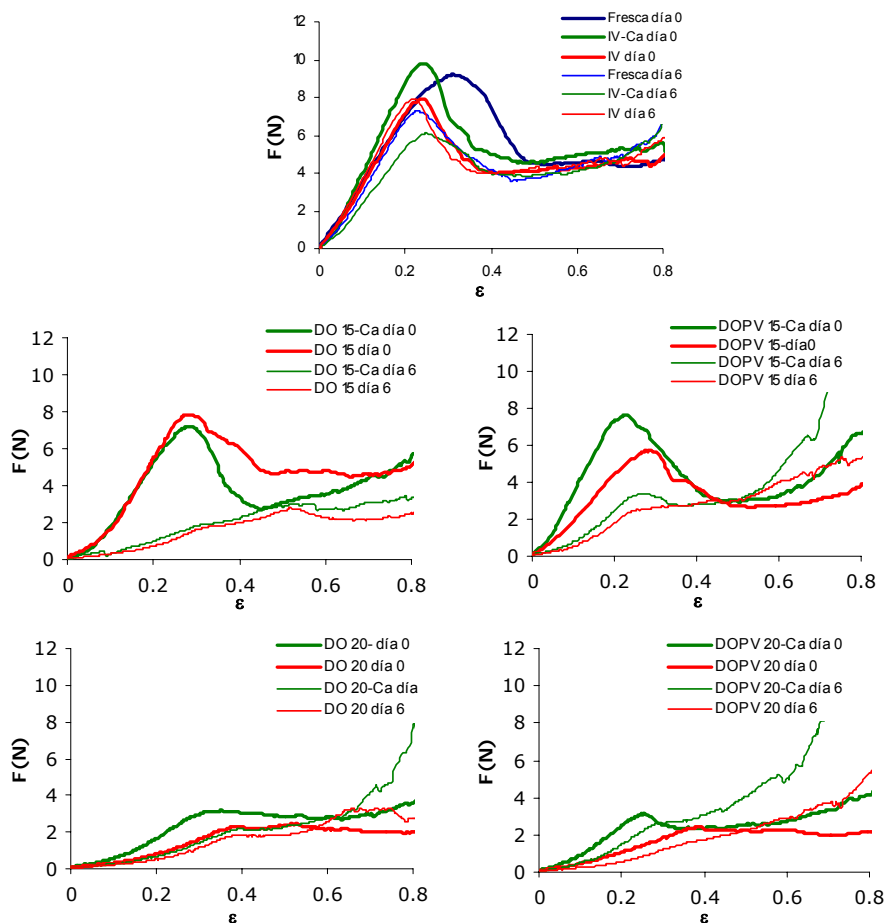 12
10
8
6
4
2
0
F(N)
0
0.2
0.4
0.6
0.8
ε
Fresca día 0
IV-Ca día 0
IV día 0
Fresca día 6
IV-Ca día 6
IV día 6
12
10
8
6
4
2
0
F(N)
0
0.2
0.4
0.6
0.8
ε
DO 15-Ca día 0
DO 15 día 0
DO 15-Ca día 6
DO 15 día 6
12
10
8
6
4
2
0
F(N)
0
0.2
0.4
0.6
0.8
ε
DOPV 15-Ca día 0
DOPV 15-día0
DOPV 15-Ca día 6
DOPV 15 día 6
12
10
8
6
4
2
0
F(N)
0
0.2
0.4
0.6
0.8
ε
DO 20- día 0
DO 20 día 0
DO 20-Ca día
DO 20 día 6
12
10
8
6
4
2
0
F(N)
0
0.2
0.4
0.6
0.8
ε
DOPV 20-Ca día 0
DOPV 20 día 0
DOPV 20-Ca día 6
DOPV 20 día 6